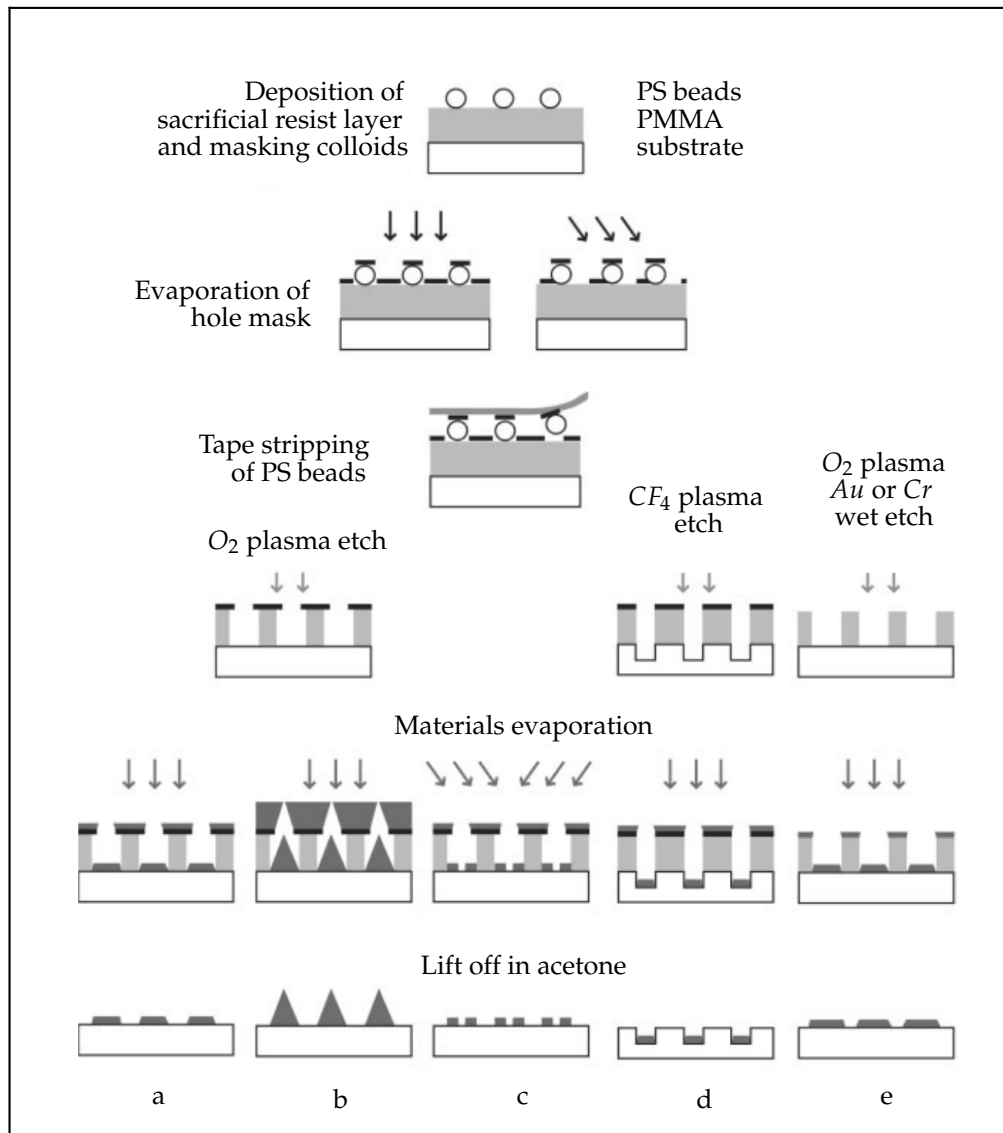 Deposition of
sacrificial resist layer
and masking colloids
PS beads
PMMA
substrate
Evaporation of
hole mask
Tape stripping
of PS beads
O2 plasma etch
CF4 plasma
etch
O2 plasma
Au or Cr
wet etch
Materials evaporation
Lift off in acetone
a b c d e